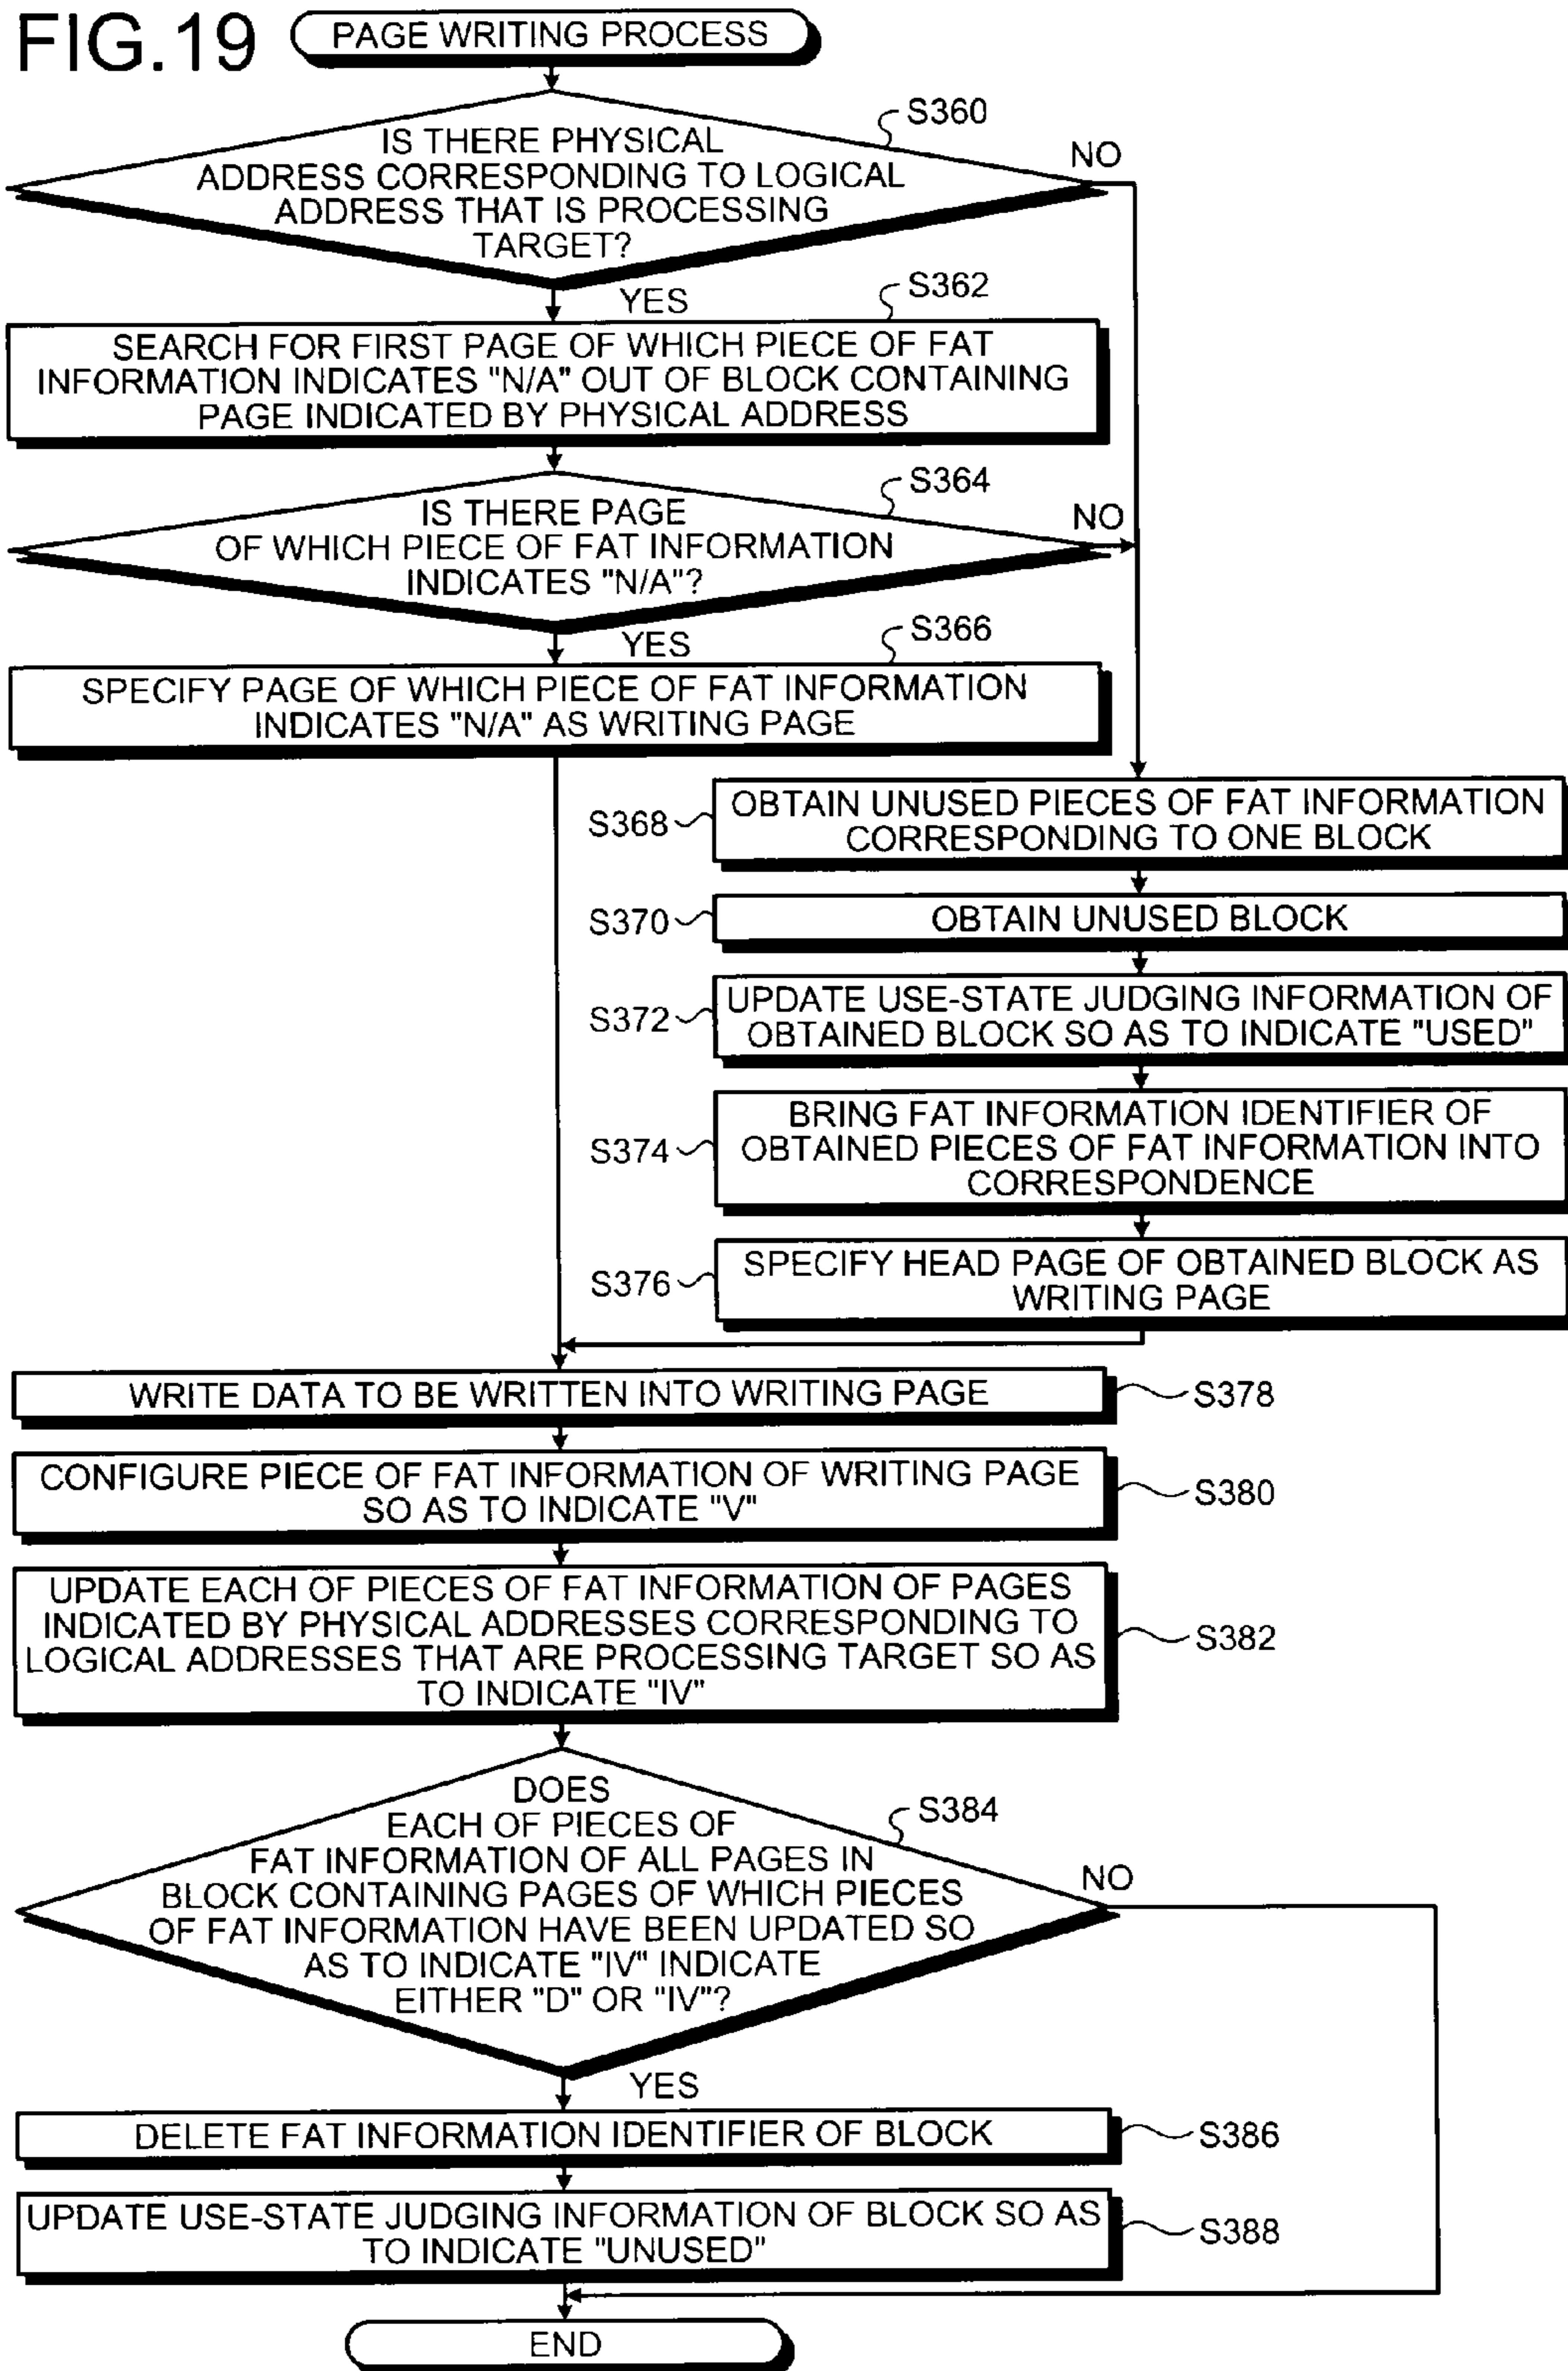 FIG.19
PAGE WRITING PROCESS
S360
IS THERE PHYSICAL
ADDRESS CORRESPONDING TO LOGICAL
ADDRESS THAT IS PROCESSING
TARGET?
NO
YES
S362
SEARCH FOR FIRST PAGE OF WHICH PIECE OF FAT
INFORMATION INDICATES "N/A" OUT OF BLOCK CONTAINING
PAGE INDICATED BY PHYSICAL ADDRESS
S364
IS THERE PAGE
OF WHICH PIECE OF FAT INFORMATION
INDICATES "N/A"?
NO
YES
S366
SPECIFY PAGE OF WHICH PIECE OF FAT INFORMATION
INDICATES "N/A" AS WRITING PAGE
S368
OBTAIN UNUSED PIECES OF FAT INFORMATION
CORRESPONDING TO ONE BLOCK
S370
OBTAIN UNUSED BLOCK
S372
UPDATE USE-STATE JUDGING INFORMATION OF
OBTAINED BLOCK SO AS TO INDICATE "USED"
S374
BRING FAT INFORMATION IDENTIFIER OF
OBTAINED PIECES OF FAT INFORMATION INTO
CORRESPONDENCE
S376
SPECIFY HEAD PAGE OF OBTAINED BLOCK AS
WRITING PAGE
WRITE DATA TO BE WRITTEN INTO WRITING PAGE
S378
CONFIGURE PIECE OF FAT INFORMATION OF WRITING PAGE
SO AS TO INDICATE "V"
S380
UPDATE EACH OF PIECES OF FAT INFORMATION OF PAGES
INDICATED BY PHYSICAL ADDRESSES CORRESPONDING TO
LOGICAL ADDRESSES THAT ARE PROCESSING TARGET SO AS
TO INDICATE "IV"
S382
DOES
EACH OF PIECES OF
FAT INFORMATION OF ALL PAGES IN
BLOCK CONTAINING PAGES OF WHICH PIECES
OF FAT INFORMATION HAVE BEEN UPDATED SO
AS TO INDICATE "IV" INDICATE
EITHER "D" OR "IV"?
S384
NO
YES
DELETE FAT INFORMATION IDENTIFIER OF BLOCK
S386
UPDATE USE-STATE JUDGING INFORMATION OF BLOCK SO AS
TO INDICATE "UNUSED"
S388
END